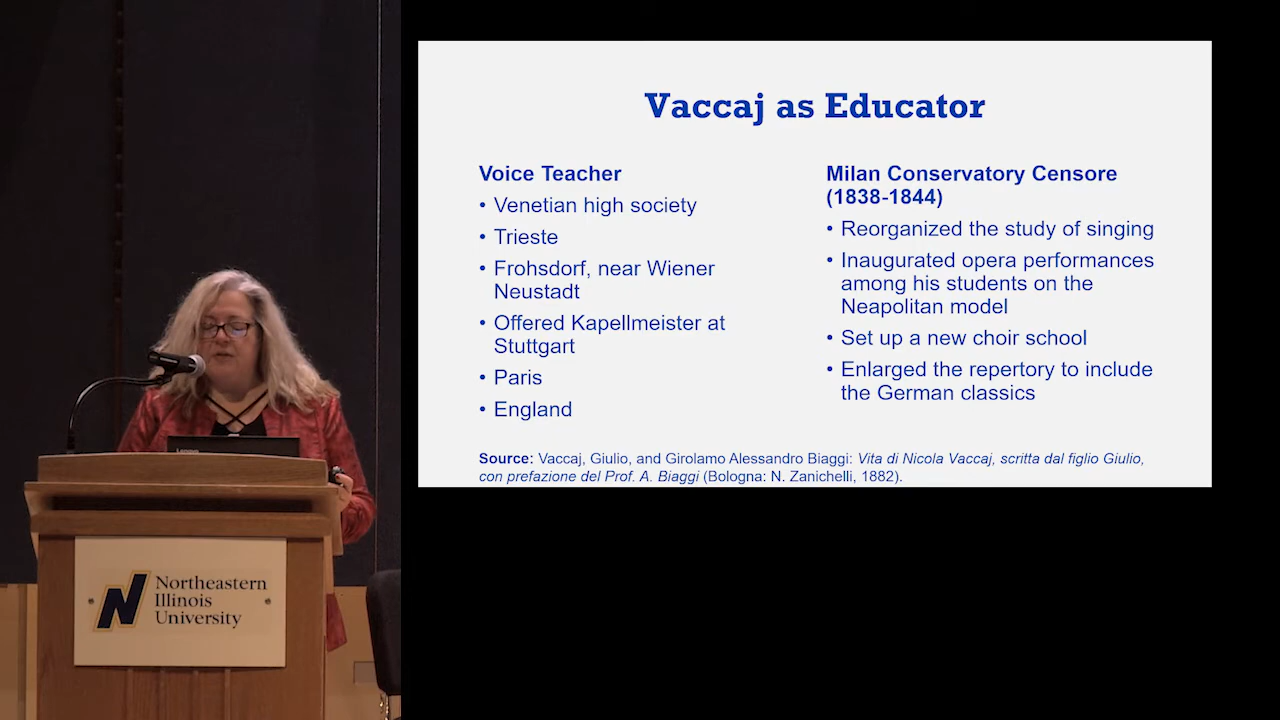 Vaccaj as Educator
Voice Teacher
• Venetian high society
• Trieste
• Frohsdorf, near Wiener
Neustadt
• Offered Kapellmeister at
Stuttgart
• Paris
• England
Milan Conservatory Censore
(1838-1844)
• Reorganized the study of singing
• Inaugurated opera performances
among his students on the
Neapolitan model
• Set up a new choir school
• Enlarged the repertory to include
the German classics
Source: Vaccaj, Giulio, and Girolamo Alessandro Biaggi: Vita di Nicola Vaccaj, scritta dal figlio Giulio,
con prefazione del Prof. A. Biaggi (Bologna: N. Zanichelli, 1882).
Lenovo
N
Northeastern
Illinois
University